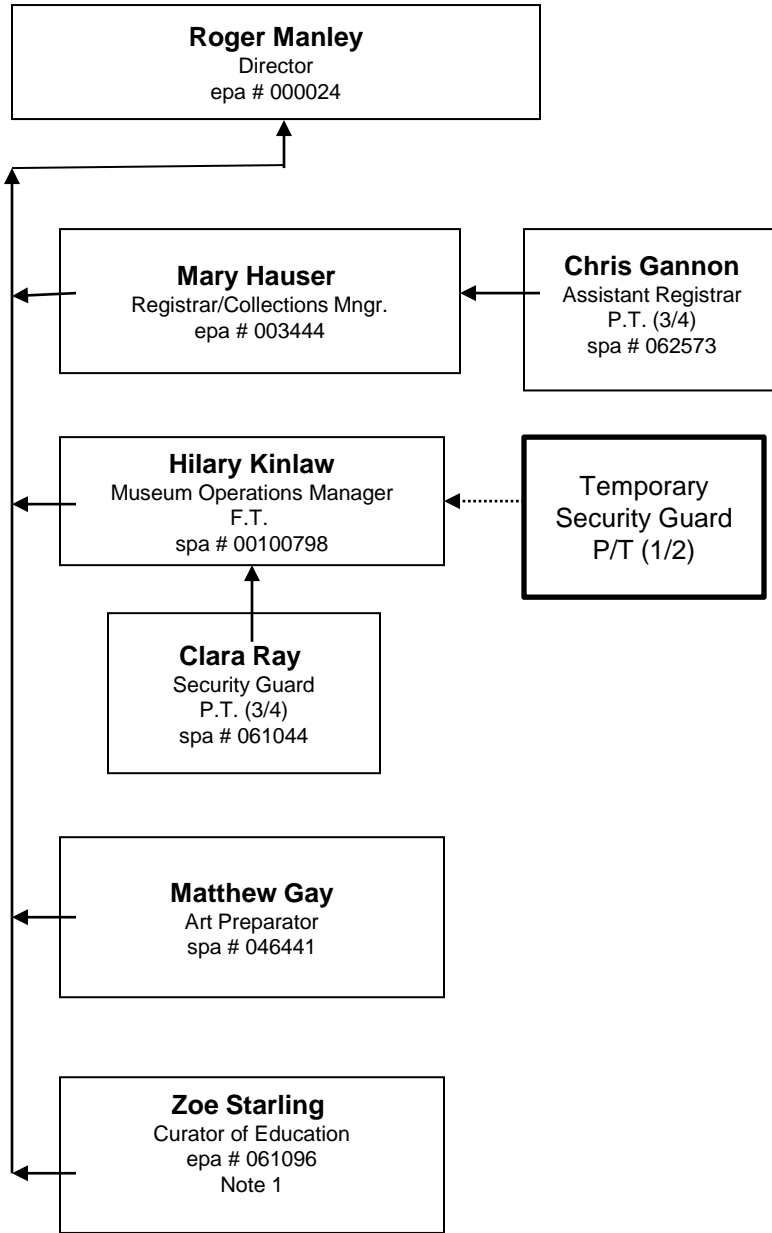 Roger Manley
Director
epa # 000024
Mary Hauser
Registrar/Collections Mngr.
epa # 003444
Chris Gannon
Assistant Registrar
P.T. (3/4)
spa # 062573
Hilary Kinlaw
Museum Operations Manager
F.T.
spa # 00100798
Temporary
Security Guard
P/T (1/2)
Clara Ray
Security Guard
P.T. (3/4)
spa # 061044
Matthew Gay
Art Preparator
spa # 046441
Zoe Starling
Curator of Education
epa # 061096
Note 1